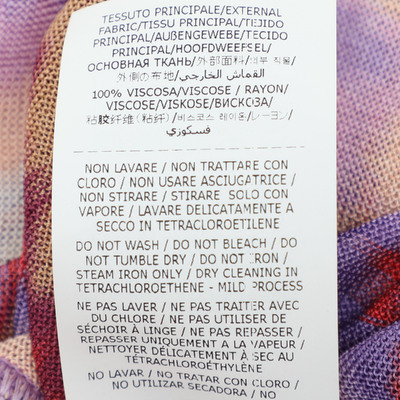 TESSUTO PRINCIPALE/EXTERNAL
FABRIC/TISSU PRINCIPAL/TEJIDO
PRINCIPAL/AUßENGEWEBE/TECIDO
PRINCIPAL/HOOFDWEEFSEL/
ОСНОВНАЯ ТКАНЬ/外部面料/외부 직물/
外側の布地/القماش الخارجي/
100% VISCOSA/VISCOSE / RAYON/
VISCOSE/VISKOSE/ВИСКОЗА/
粘胶纤维（粘纤）/비스코스 레이온/レーヨン/
فسكوزي/
NON LAVARE / NON TRATTARE CON
CLORO / NON USARE ASCIUGATRICE /
NON STIRARE / STIRARE SOLO CON
VAPORE / LAVARE DELICATAMENTE A
SECCO IN TETRACLOROETILENE
DO NOT WASH / DO NOT BLEACH / DO
NOT TUMBLE DRY / DO NOT IRON /
STEAM IRON ONLY / DRY CLEANING IN
TETRACHLOROETHENE - MILD PROCESS
NE PAS LAVER / NE PAS TRAITER AVEC
DU CHLORE / NE PAS UTILISER DE
SÉCHOIR À LINGE / NE PAS REPASSER /
REPASSER UNIQUEMENT A LA VAPEUR /
NETTOYER DÉLICATEMENT À SEC AU
TÉTRACHLOROÉTHYLÈNE
NO LAVAR / NO TRATAR CON CLORO /
NO UTILIZAR SECADORA / NO